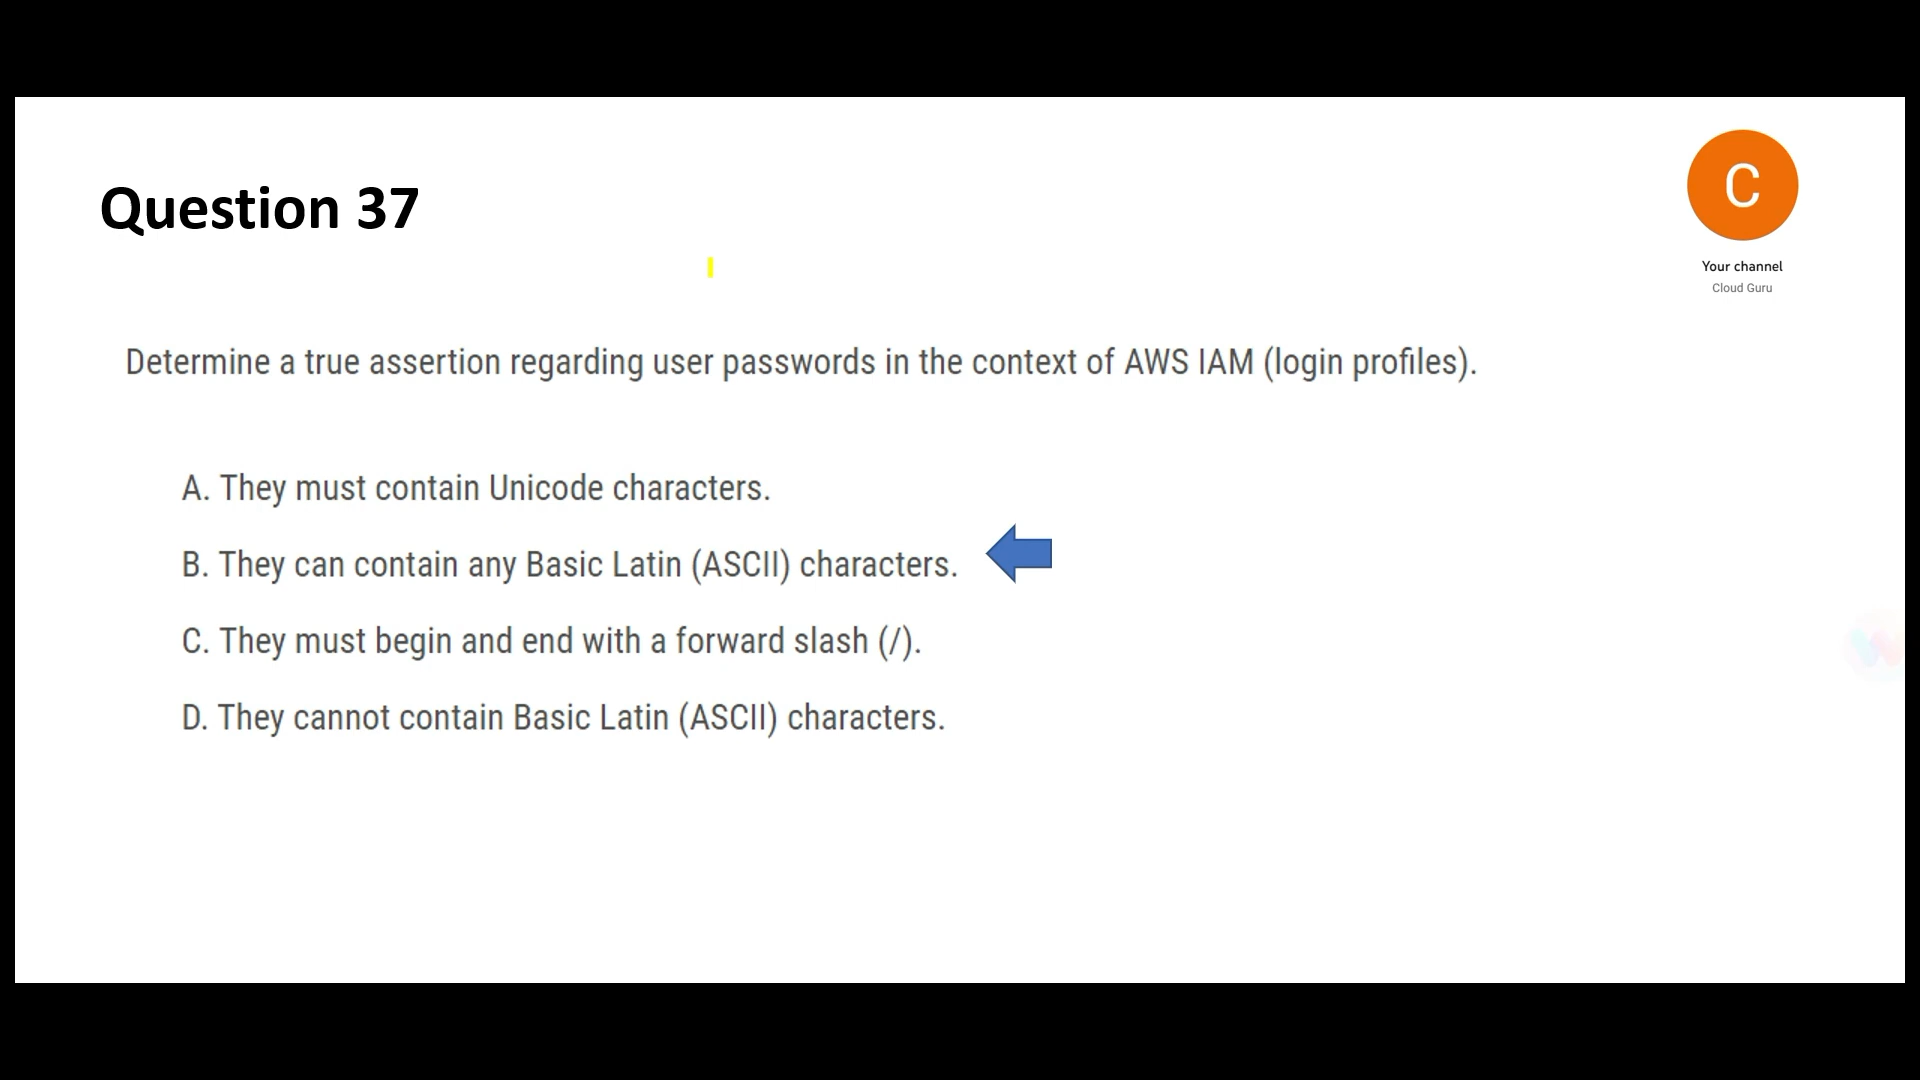 Question 37
C
Your channel
Cloud Guru
Determine a true assertion regarding user passwords in the context of AWS IAM (login profiles).
A. They must contain Unicode characters.
B. They can contain any Basic Latin (ASCII) characters.
C. They must begin and end with a forward slash (/).
D. They cannot contain Basic Latin (ASCII) characters.